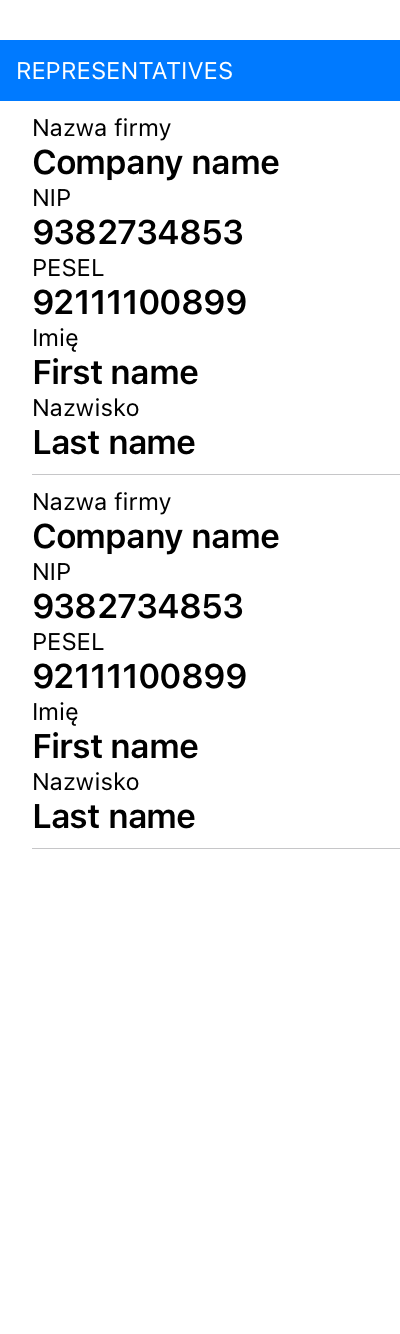 REPRESENTATIVES
Nazwa firmy
Company name
NIP
9382734853
PESEL
92111100899
Imię
First name
Nazwisko
Last name
Nazwa firmy
Company name
NIP
9382734853
PESEL
92111100899
Imię
First name
Nazwisko
Last name